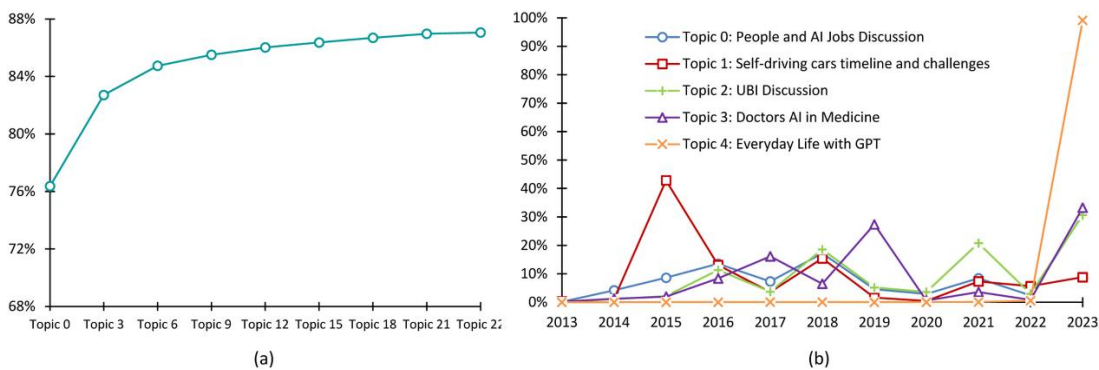 88%
84%
80%
76%
72%
68%
Topic 0 Topic 3 Topic 6 Topic 9 Topic 12 Topic 15 Topic 18 Topic 21 Topic 22
(a)
100%
90%
80%
70%
60%
50%
40%
30%
20%
10%
0%
Topic 0: People and AI Jobs Discussion
Topic 1: Self-driving cars timeline and challenges
Topic 2: UBI Discussion
Topic 3: Doctors AI in Medicine
Topic 4: Everyday Life with GPT
2013 2014 2015 2016 2017 2018 2019 2020 2021 2022 2023
(b)